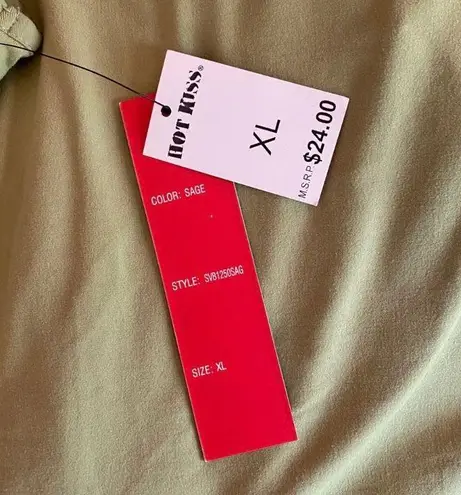 HOT KISS®
XL
M.S.R.P. $24.00
COLOR: SAGE
STYLE: SVB1250SAG
SIZE: XL